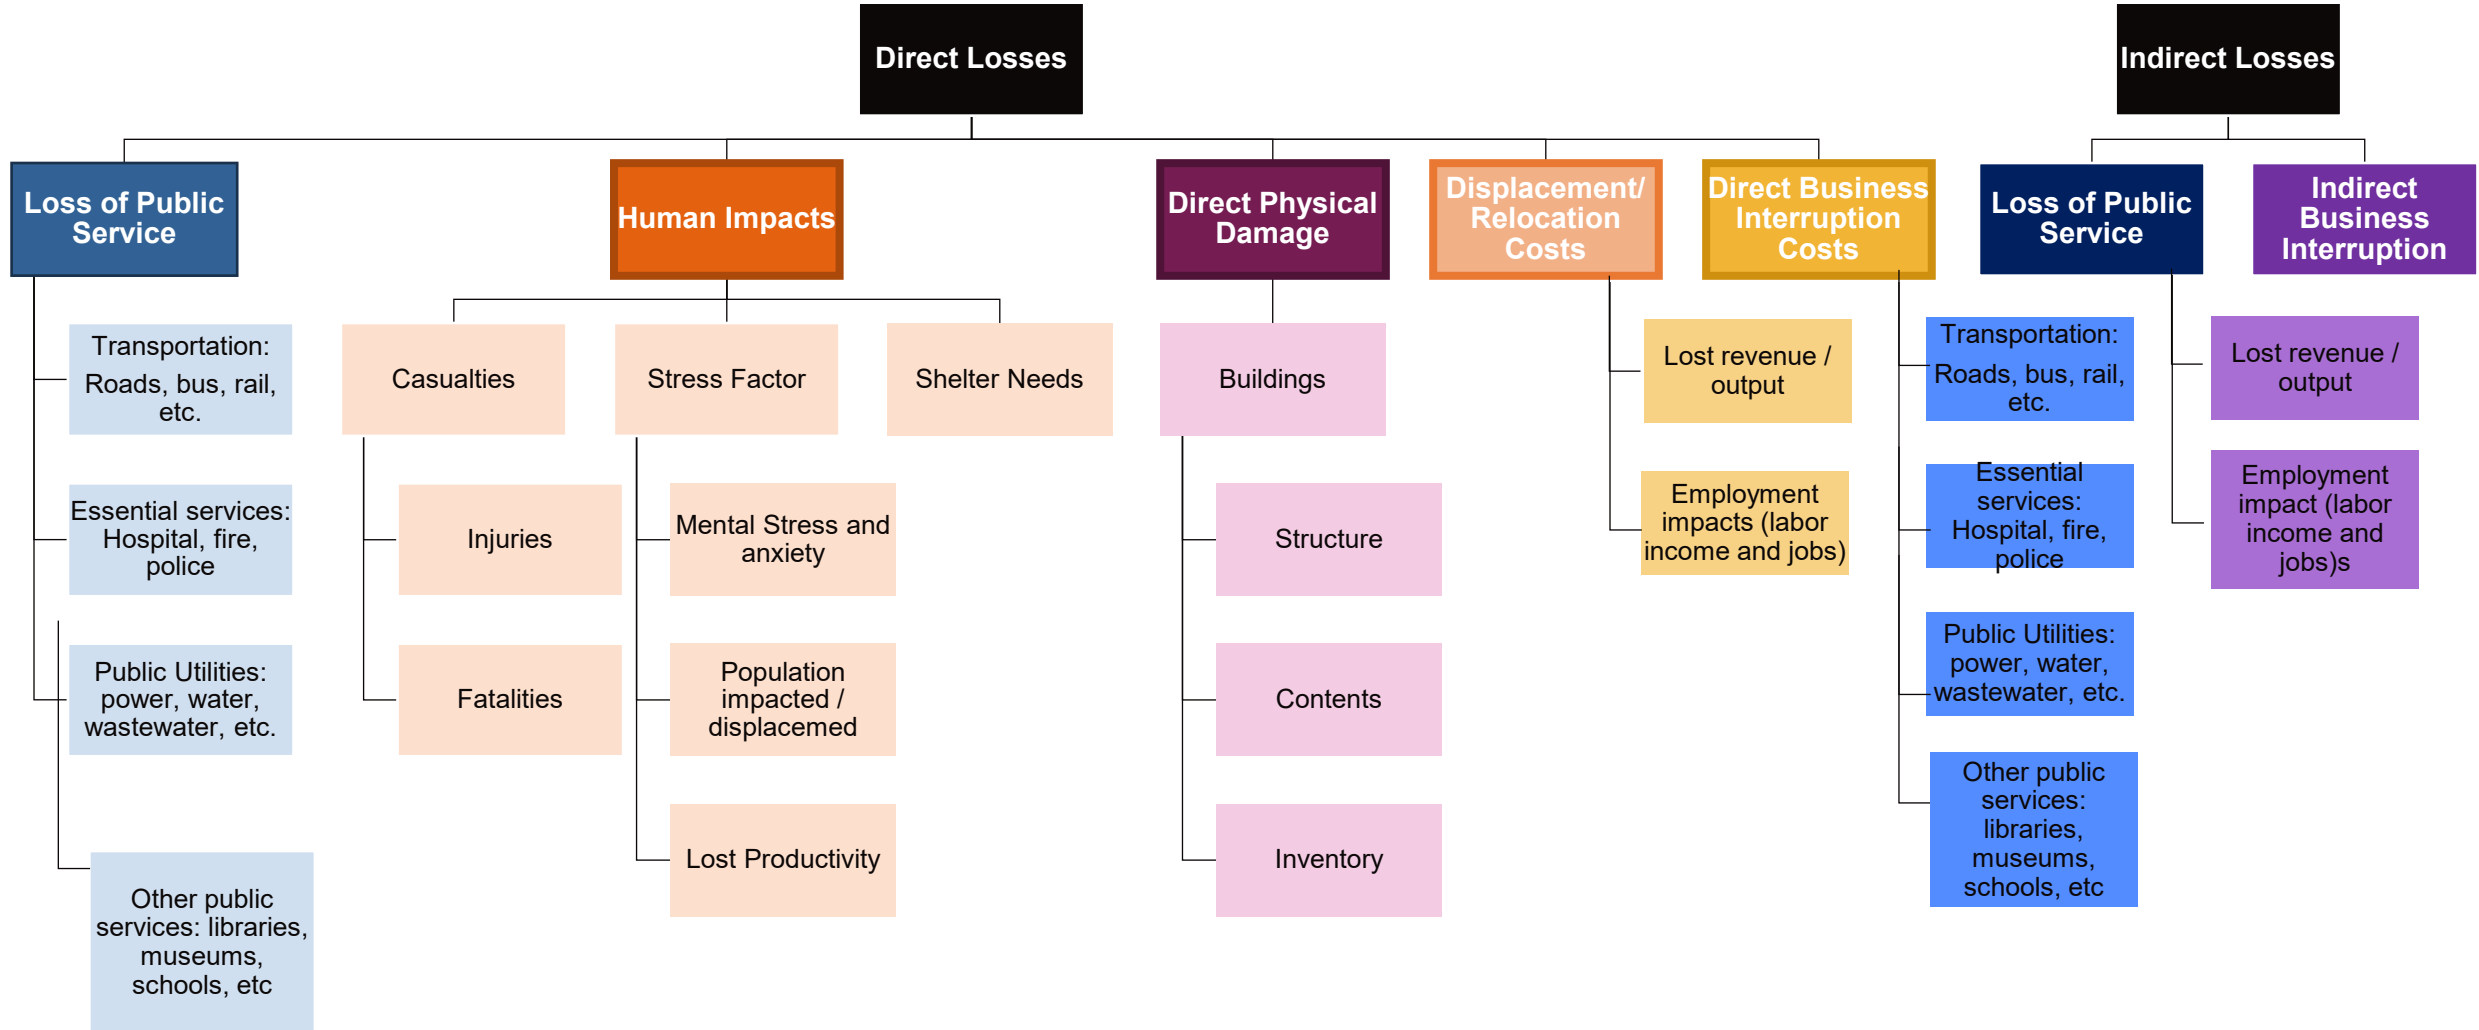 Direct Losses
Indirect Losses
Loss of Public
Service
Human Impacts
Direct Physical
Damage
Displacement/
Relocation
Costs
Direct Business
Interruption
Costs
Loss of Public
Service
Indirect
Business
Interruption
Transportation:
Roads, bus, rail,
etc.
Essential services:
Hospital, fire,
police
Public Utilities:
power, water,
wastewater, etc.
Other public
services: libraries,
museums,
schools, etc
Casualties
Injuries
Fatalities
Stress Factor
Mental Stress and
anxiety
Population
impacted /
displacemed
Lost Productivity
Shelter Needs
Buildings
Structure
Contents
Inventory
Lost revenue /
output
Employment
impacts (labor
income and jobs)
Transportation:
Roads, bus, rail,
etc.
Essential
services:
Hospital, fire,
police
Public Utilities:
power, water,
wastewater, etc.
Other public
services:
libraries,
museums,
schools, etc
Lost revenue /
output
Employment
impact (labor
income and
jobs)s